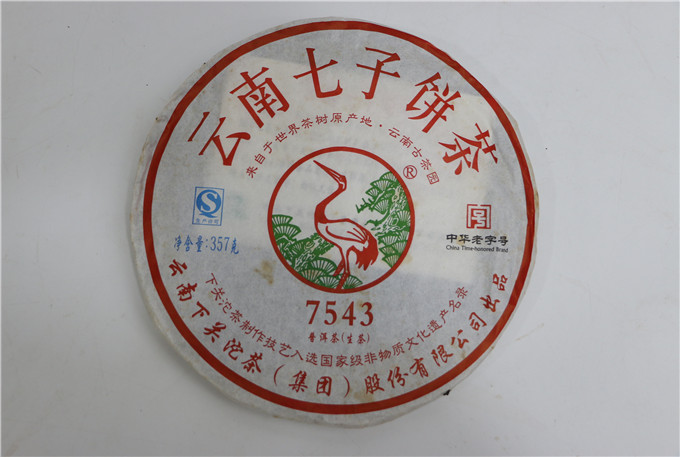 云南七子饼茶
来自于世界茶树原产地·云南古茶园
®
净含量:357克
中华老字号
China Time-honored Brand
7543
普洱茶(生茶)
下关沱茶制作技艺入选国家级非物质文化遗产名录
云南下关沱茶(集团)股份有限公司出品